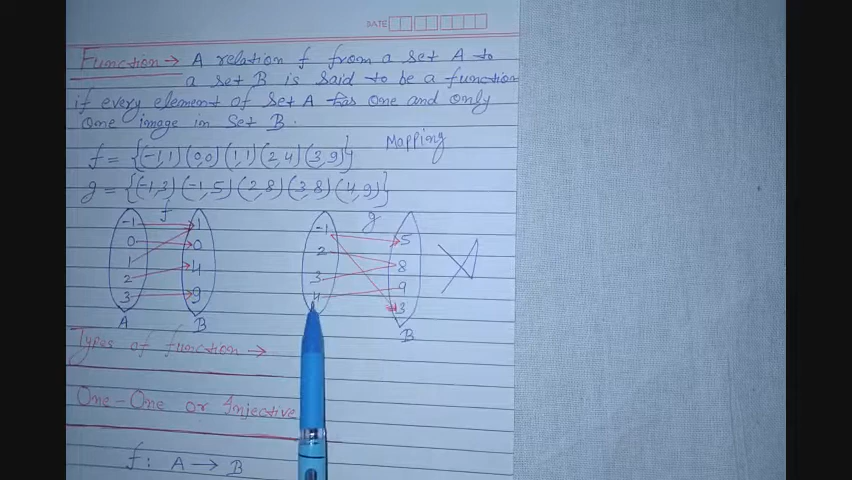 DATE
Function → A relation f from a set A to
a set B is said to be a function
if every element of set A has one and only
one image in set B.
f = {(-1,1) (0,0) (1,1) (2,4) (3,9)}
Mapping
g = {(-1,3) (-1,5) (2,8) (3,8) (4,9)}
f
g
-1 1
0 0
1
2 4
3 9
A B
-1 5
2 8
3 9
4 3
B
Types of function →
One-One or Injective
f: A → B